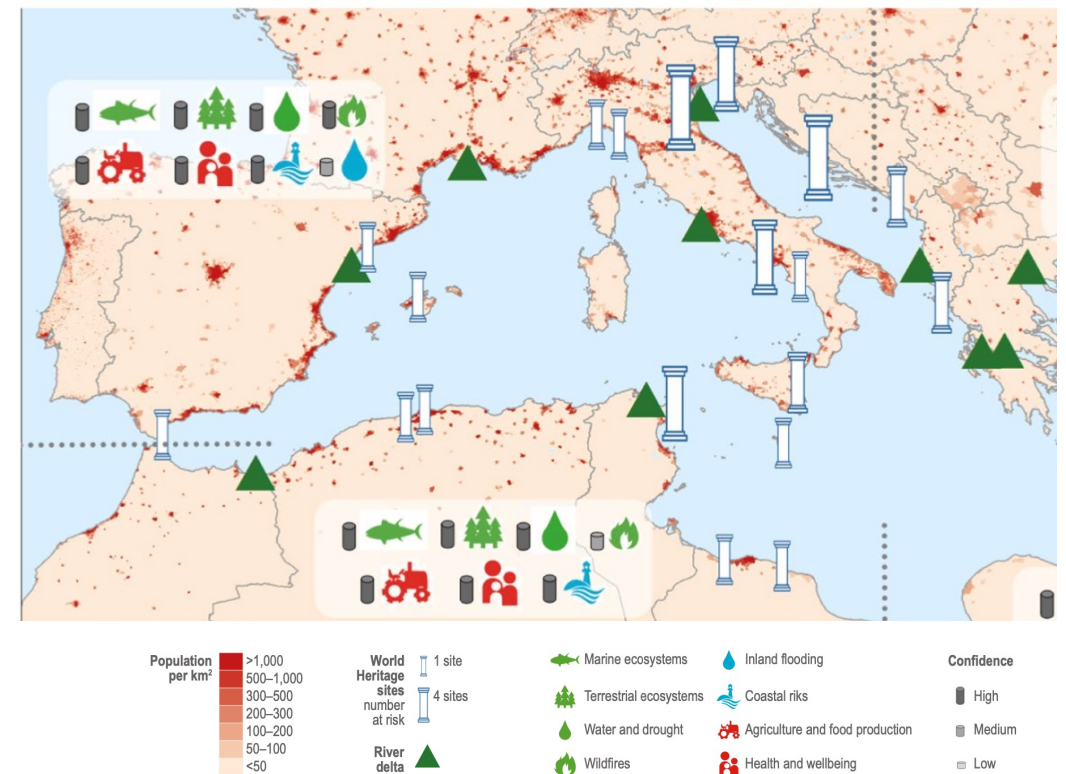 Population
per km²
>1,000
500–1,000
300–500
200–300
100–200
50–100
<50
World
Heritage
sites
number
at risk
1 site
4 sites
River
delta
Marine ecosystems
Terrestrial ecosystems
Water and drought
Wildfires
Inland flooding
Coastal riks
Agriculture and food production
Health and wellbeing
Confidence
High
Medium
Low